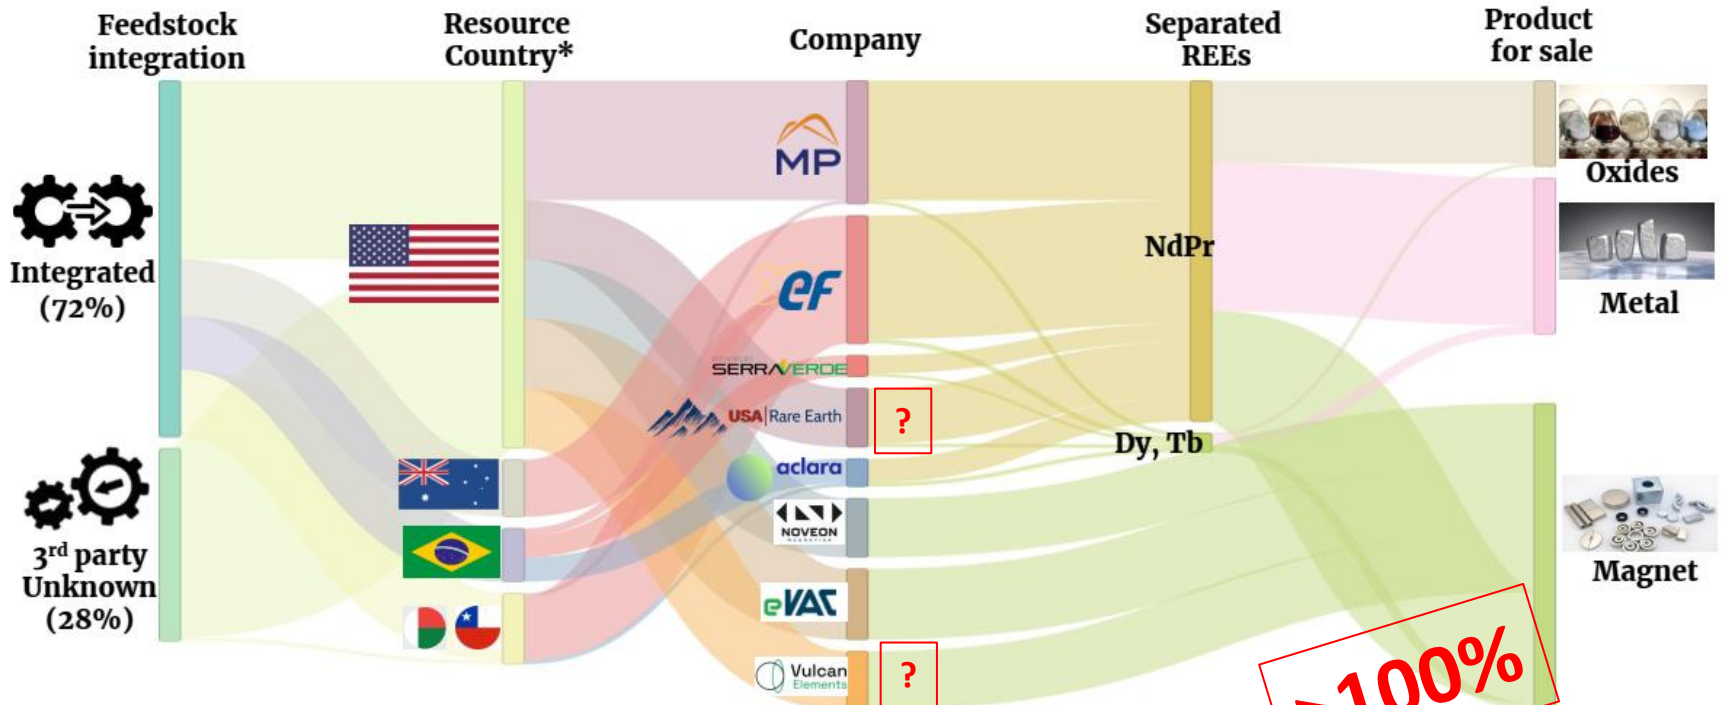 Feedstock
integration
Resource
Country*
Company
Separated
REEs
Product
for sale
Integrated
(72%)
3rd party
Unknown
(28%)
MP
eF
SERRA VERDE
USA|Rare Earth
?
aclara
NOVEON
eVAC
Vulcan
Elements
?
NdPr
Dy, Tb
Oxides
Metal
Magnet
>100%